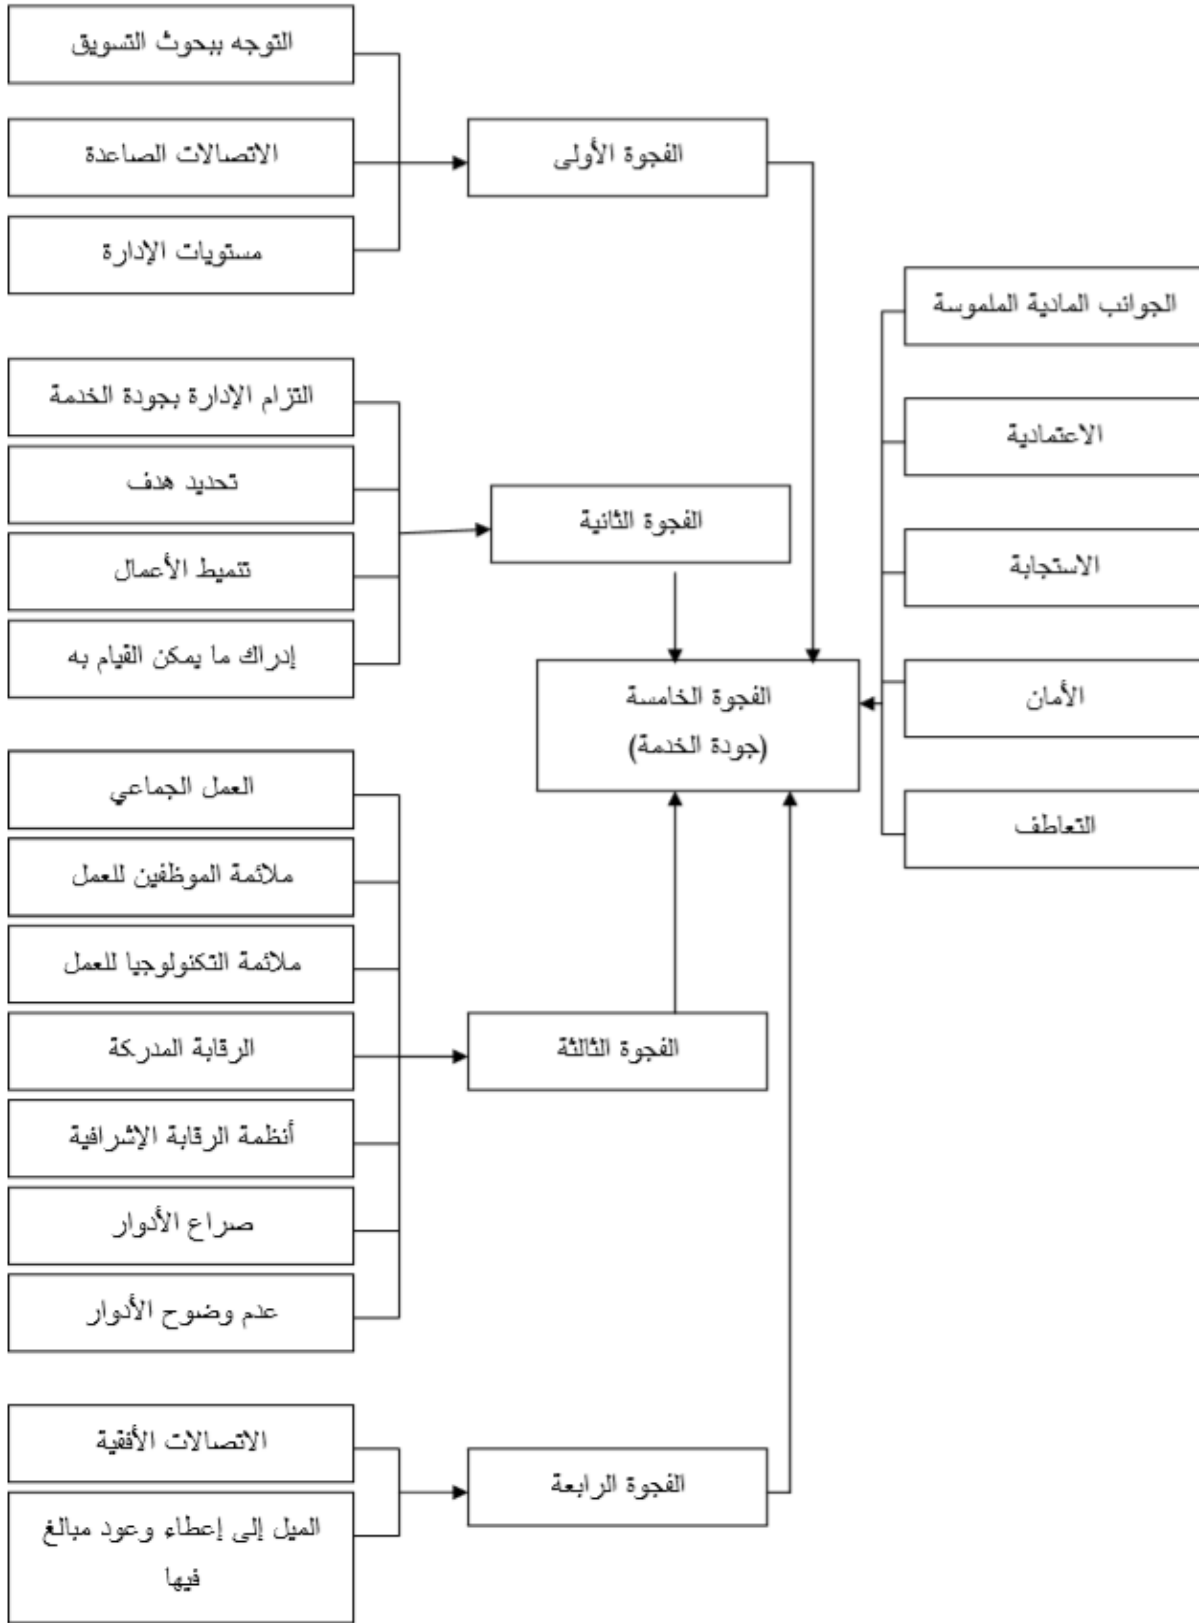 التوجه ببحوث التسويق
الاتصالات الصاعدة
مستويات الإدارة
الفجوة الأولى
التزام الإدارة بجودة الخدمة
تحديد هدف
تتميط الأعمال
إدراك ما يمكن القيام به
الفجوة الثانية
العمل الجماعي
ملائمة الموظفين للعمل
ملائمة التكنولوجيا للعمل
الرقابة المدركة
أنظمة الرقابة الإشرافية
صراع الأدوار
عدم وضوح الأدوار
الفجوة الثالثة
الاتصالات الأفقية
الميل إلى إعطاء وعود مبالغ
فيها
الفجوة الرابعة
الفجوة الخامسة
(جودة الخدمة)
الجوانب المادية الملموسة
الاعتمادية
الاستجابة
الأمان
التعاطف